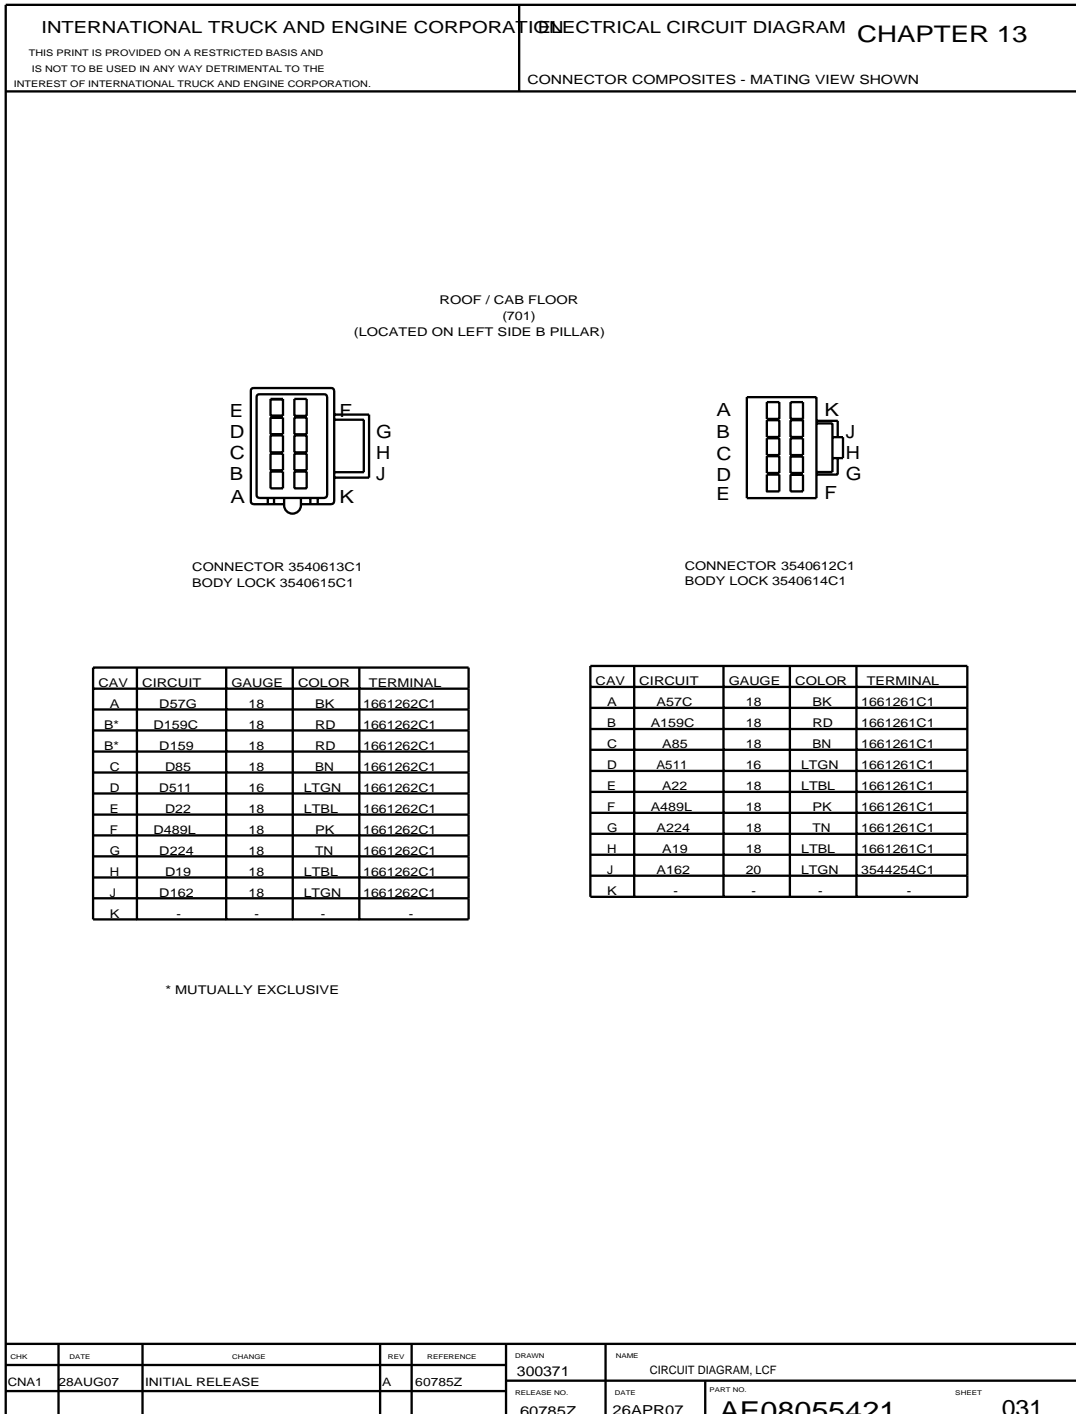 INTERNATIONAL TRUCK AND ENGINE CORPORATION
THIS PRINT IS PROVIDED ON A RESTRICTED BASIS AND
IS NOT TO BE USED IN ANY WAY DETRIMENTAL TO THE
INTEREST OF INTERNATIONAL TRUCK AND ENGINE CORPORATION.
ELECTRICAL CIRCUIT DIAGRAM CHAPTER 13
CONNECTOR COMPOSITES - MATING VIEW SHOWN
ROOF / CAB FLOOR
(701)
(LOCATED ON LEFT SIDE B PILLAR)
E F
D G
C H
B J
A K
CONNECTOR 3540613C1
BODY LOCK 3540615C1
A K
B J
C H
D G
E F
CONNECTOR 3540612C1
BODY LOCK 3540614C1
CAV CIRCUIT GAUGE COLOR TERMINAL
A D57G 18 BK 1661262C1
B* D159C 18 RD 1661262C1
B* D159 18 RD 1661262C1
C D85 18 BN 1661262C1
D D511 16 LTGN 1661262C1
E D22 18 LTBL 1661262C1
F D489L 18 PK 1661262C1
G D224 18 TN 1661262C1
H D19 18 LTBL 1661262C1
J D162 18 LTGN 1661262C1
K - - - -
CAV CIRCUIT GAUGE COLOR TERMINAL
A A57C 18 BK 1661261C1
B A159C 18 RD 1661261C1
C A85 18 BN 1661261C1
D A511 16 LTGN 1661261C1
E A22 18 LTBL 1661261C1
F A489L 18 PK 1661261C1
G A224 18 TN 1661261C1
H A19 18 LTBL 1661261C1
J A162 20 LTGN 3544254C1
K - - - -
* MUTUALLY EXCLUSIVE
CHK DATE CHANGE REV REFERENCE
CNA1 28AUG07 INITIAL RELEASE A 60785Z
DRAWN
300371
NAME
CIRCUIT DIAGRAM, LCF
RELEASE NO.
60785Z
DATE
26APR07
PART NO.
AE08055421
SHEET
031